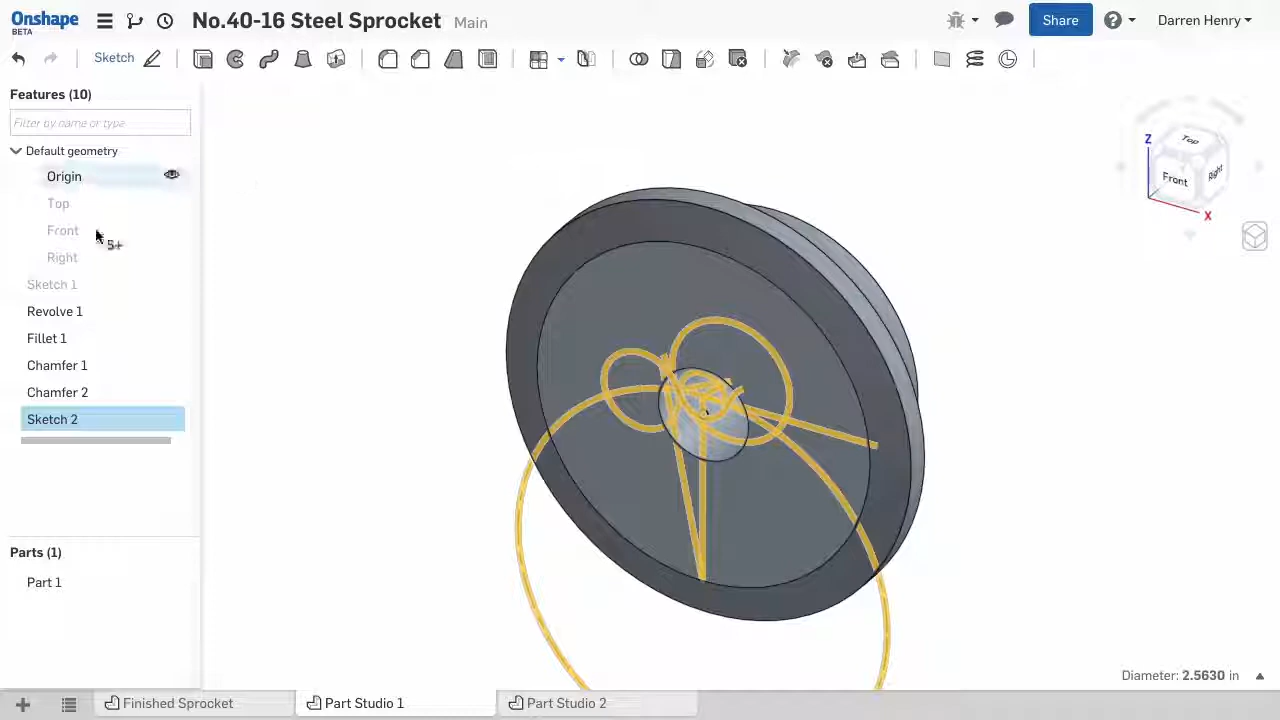 Onshape
BETA
No.40-16 Steel Sprocket Main
Share
Darren Henry
Sketch
Features (10)
Filter by name or type
Default geometry
Origin
Top
Front
5+
Right
Sketch 1
Revolve 1
Fillet 1
Chamfer 1
Chamfer 2
Sketch 2
Parts (1)
Part 1
Z
Top
Front
Right
X
Diameter: 2.5630 in
Finished Sprocket
Part Studio 1
Part Studio 2